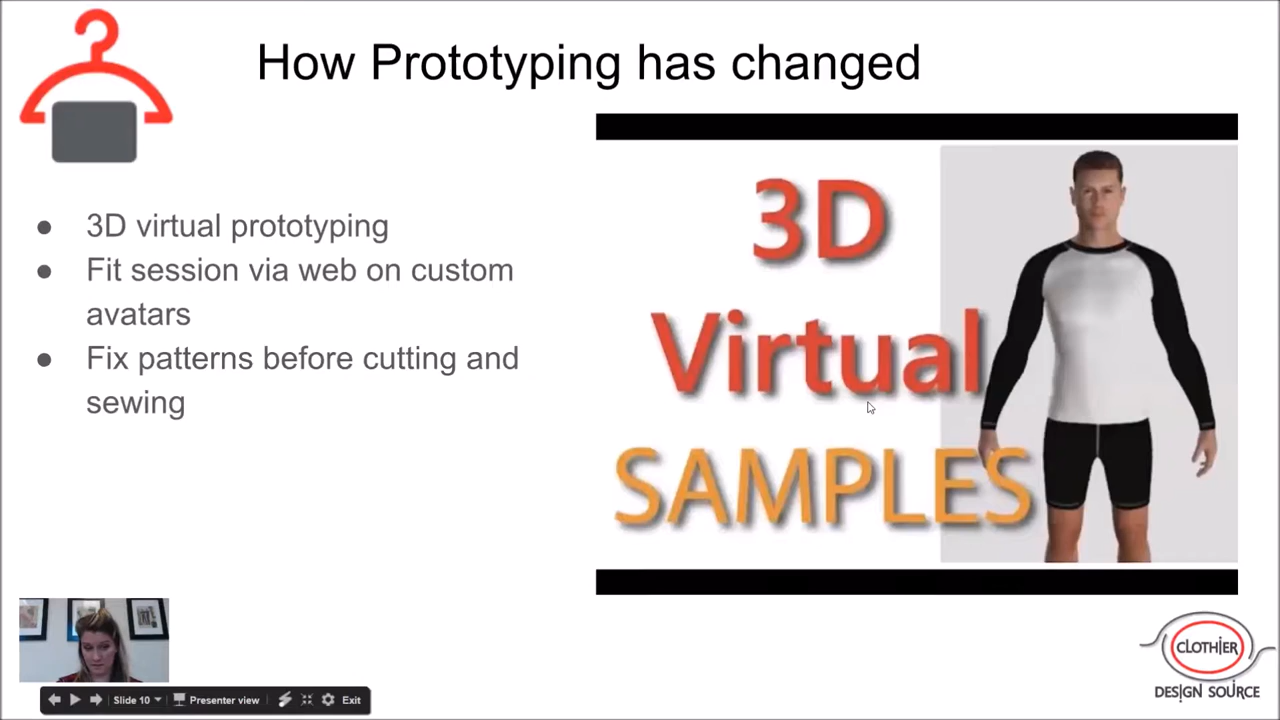 How Prototyping has changed
● 3D virtual prototyping
● Fit session via web on custom
avatars
● Fix patterns before cutting and
sewing
3D
Virtual
SAMPLES
CLOTHIER
DESIGN SOURCE
Slide 10
Presenter view
Exit